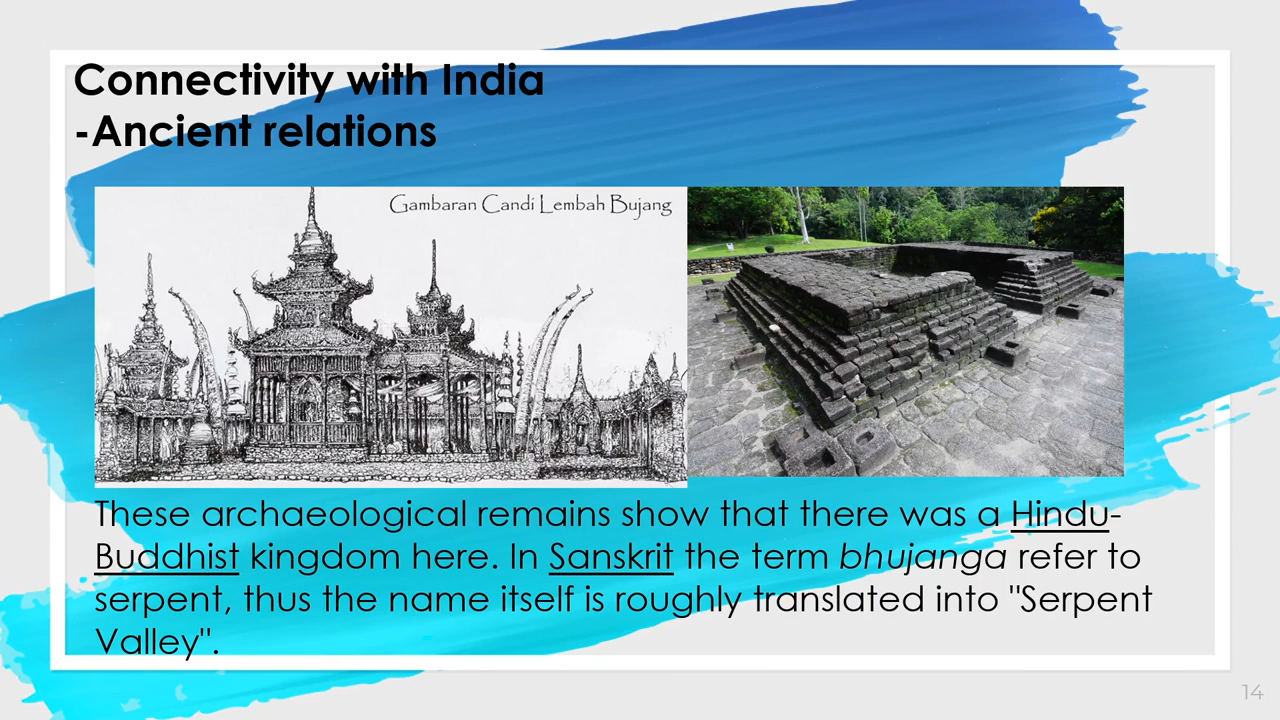 Connectivity with India
-Ancient relations
Gambaran Candi Lembah Bujang
These archaeological remains show that there was a Hindu-
Buddhist kingdom here. In Sanskrit the term bhujanga refer to
serpent, thus the name itself is roughly translated into "Serpent
Valley".
14